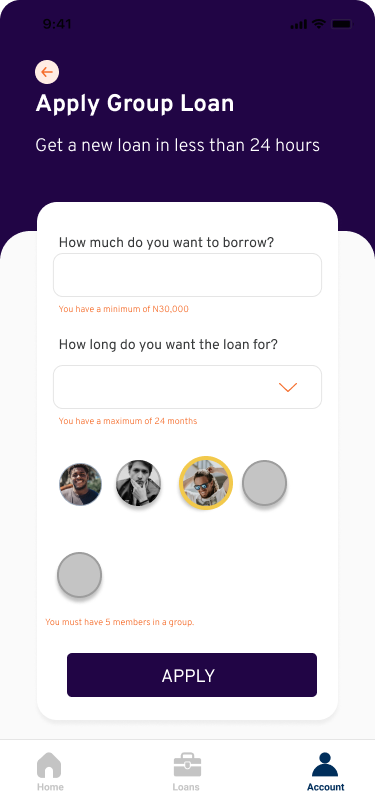 9:41
Apply Group Loan
Get a new loan in less than 24 hours
How much do you want to borrow?
You have a minimum of N30,000
How long do you want the loan for?
You have a maximum of 24 months
You must have 5 members in a group.
APPLY
Home
Loans
Account